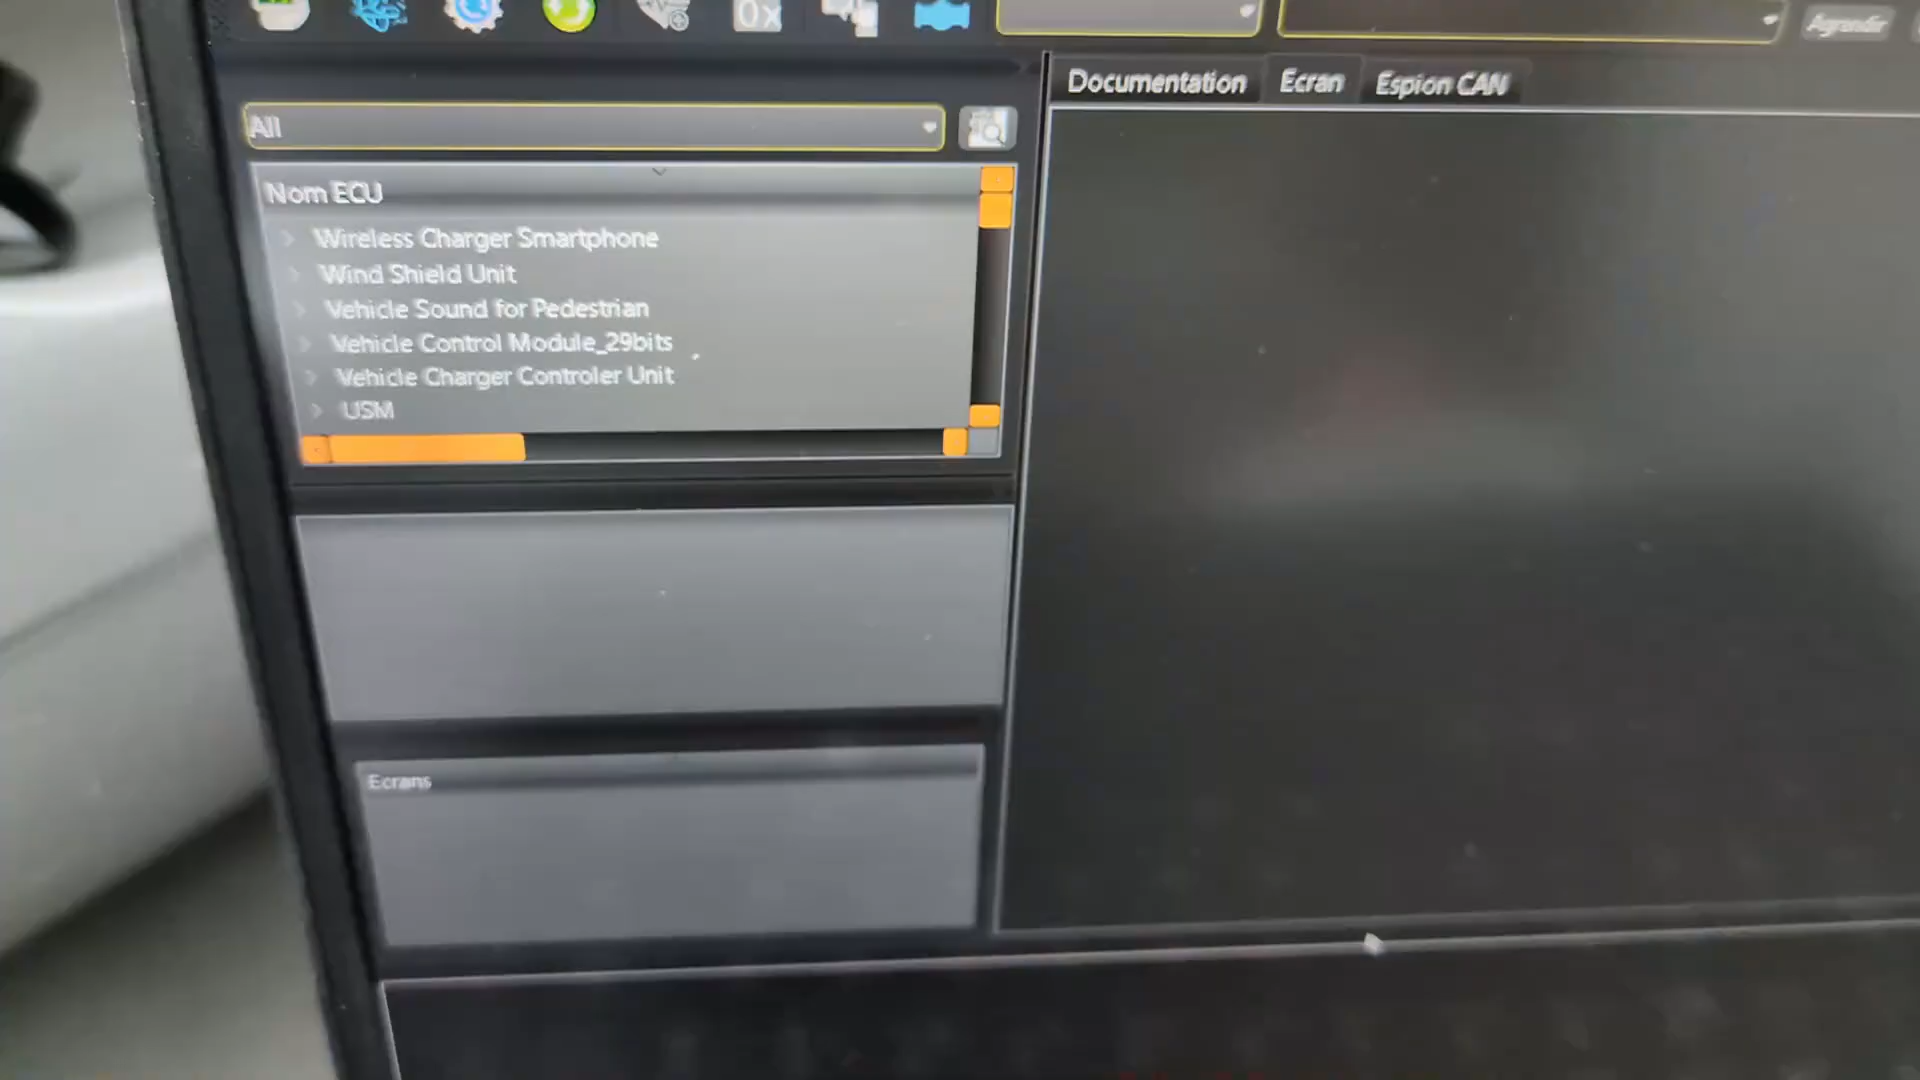 0x
Agrandir
Documentation Ecran Espion CAN
All
Nom ECU
Wireless Charger Smartphone
Wind Shield Unit
Vehicle Sound for Pedestrian
Vehicle Control Module_29bits
Vehicle Charger Controler Unit
USM
Ecrans